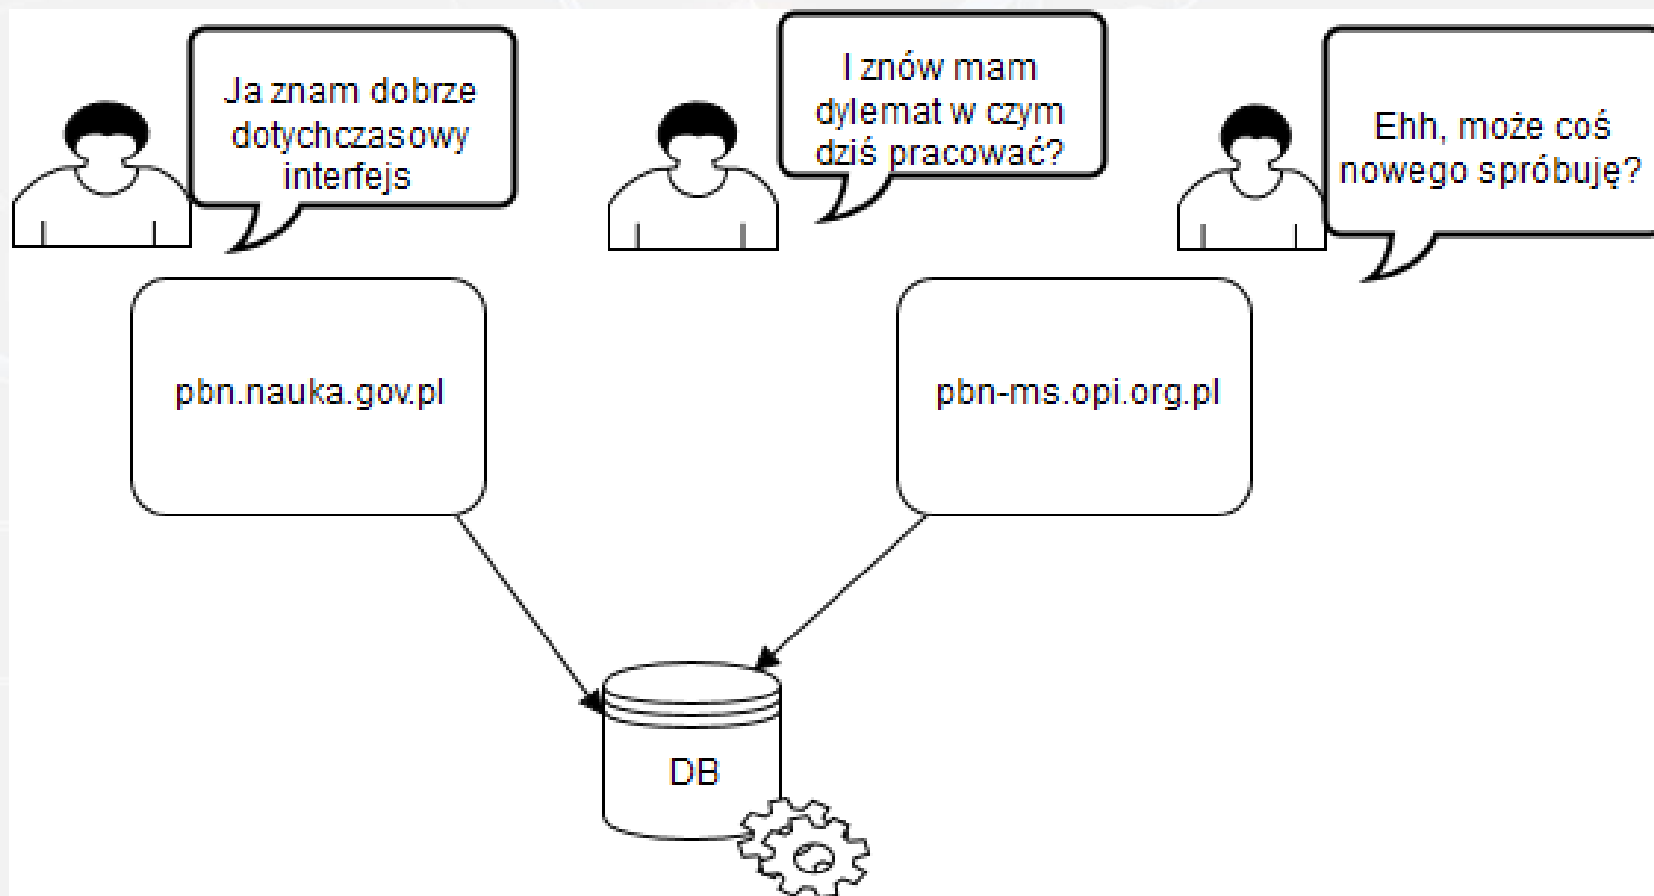 Ja znam dobrze
dotychczasowy
interfejs
I znów mam
dylemat w czym
dziś pracować?
Ehh, może coś
nowego spróbuję?
pbn.nauka.gov.pl
pbn-ms.opi.org.pl
DB